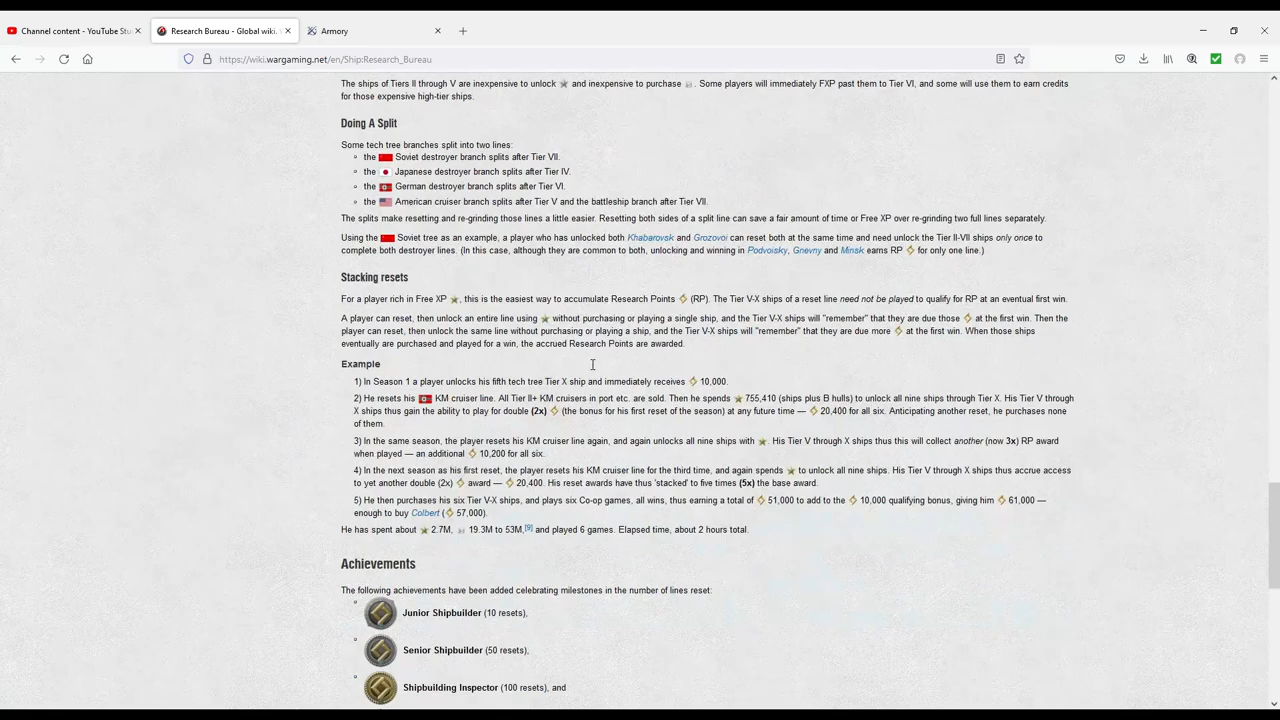 Channel content - YouTube Stu
Research Bureau - Global wiki.
Armory
https://wiki.wargaming.net/en/Ship:Research_Bureau
The ships of Tiers II through V are inexpensive to unlock and inexpensive to purchase . Some players will immediately FXP past them to Tier VI, and some will use them to earn credits
for those expensive high-tier ships.
Doing A Split
Some tech tree branches split into two lines:
the Soviet destroyer branch splits after Tier VII.
the Japanese destroyer branch splits after Tier IV.
the German destroyer branch splits after Tier VI.
the American cruiser branch splits after Tier V and the battleship branch after Tier VII.
The splits make resetting and re-grinding those lines a little easier. Resetting both sides of a split line can save a fair amount of time or Free XP over re-grinding two full lines separately.
Using the Soviet tree as an example, a player who has unlocked both Khabarovsk and Grozovoi can reset both at the same time and need unlock the Tier II-VII ships only once to
complete both destroyer lines. (In this case, although they are common to both, unlocking and winning in Podvoisky, Gnevny and Minsk earns RP for only one line.)
Stacking resets
For a player rich in Free XP , this is the easiest way to accumulate Research Points (RP). The Tier V-X ships of a reset line need not be played to qualify for RP at an eventual first win.
A player can reset, then unlock an entire line using without purchasing or playing a single ship, and the Tier V-X ships will "remember" that they are due those at the first win. Then the
player can reset, then unlock the same line without purchasing or playing a ship, and the Tier V-X ships will "remember" that they are due more at the first win. When those ships
eventually are purchased and played for a win, the accrued Research Points are awarded.
Example
1) In Season 1 a player unlocks his fifth tech tree Tier X ship and immediately receives 10,000.
2) He resets his KM cruiser line. All Tier II+ KM cruisers in port etc. are sold. Then he spends 755,410 (ships plus B hulls) to unlock all nine ships through Tier X. His Tier V through
X ships thus gain the ability to play for double (2x) (the bonus for his first reset of the season) at any future time — 20,400 for all six. Anticipating another reset, he purchases none
of them.
3) In the same season, the player resets his KM cruiser line again, and again unlocks all nine ships with . His Tier V through X ships thus this will collect another (now 3x) RP award
when played — an additional 10,200 for all six.
4) In the next season as his first reset, the player resets his KM cruiser line for the third time, and again spends to unlock all nine ships. His Tier V through X ships thus accrue access
to yet another double (2x) award — 20,400. His reset awards have thus 'stacked' to five times (5x) the base award.
5) He then purchases his six Tier V-X ships, and plays six Co-op games, all wins, thus earning a total of 51,000 to add to the 10,000 qualifying bonus, giving him 61,000 —
enough to buy Colbert ( 57,000).
He has spent about 2.7M, 19.3M to 53M,[9] and played 6 games. Elapsed time, about 2 hours total.
Achievements
The following achievements have been added celebrating milestones in the number of lines reset:
Junior Shipbuilder (10 resets),
Senior Shipbuilder (50 resets),
Shipbuilding Inspector (100 resets), and